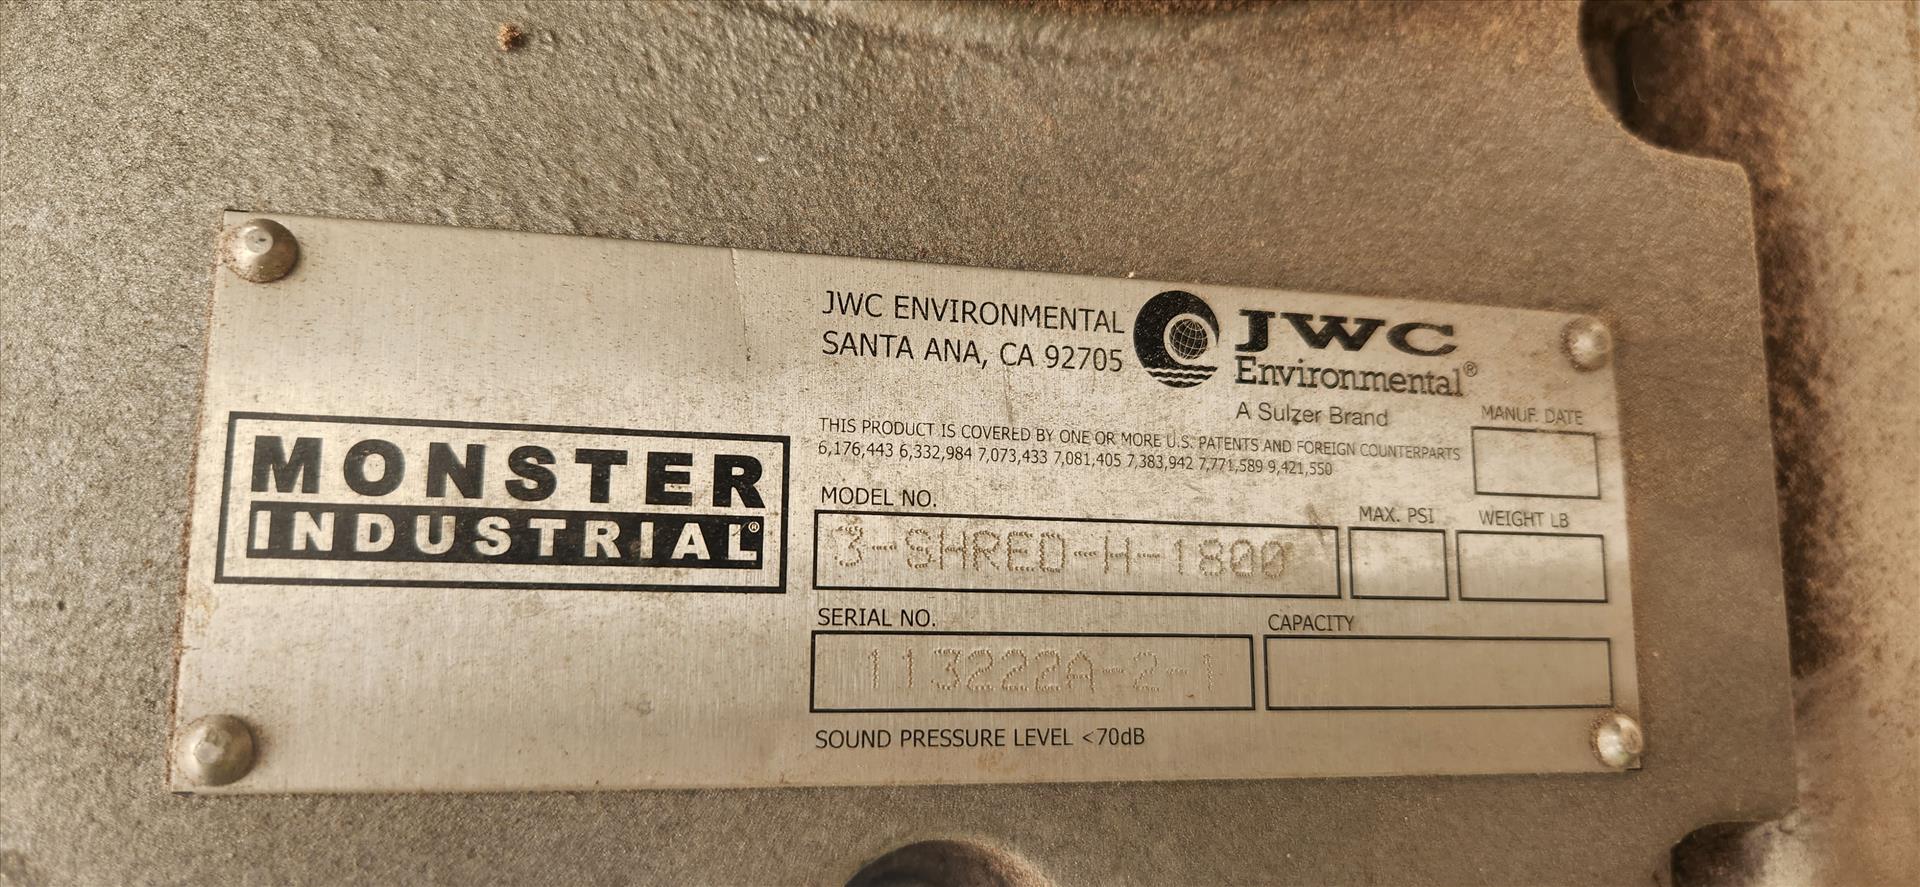 JWC ENVIRONMENTAL
SANTA ANA, CA 92705
JWC
Environmental®
A Sulzer Brand
MONSTER
INDUSTRIAL®
THIS PRODUCT IS COVERED BY ONE OR MORE U.S. PATENTS AND FOREIGN COUNTERPARTS
6,176,443 6,332,984 7,073,433 7,081,405 7,383,942 7,771,589 9,421,550
MANUF. DATE
MODEL NO.
3-SHRED-H-1800
MAX. PSI
WEIGHT LB
SERIAL NO.
113222A-2-1
CAPACITY
SOUND PRESSURE LEVEL <70dB